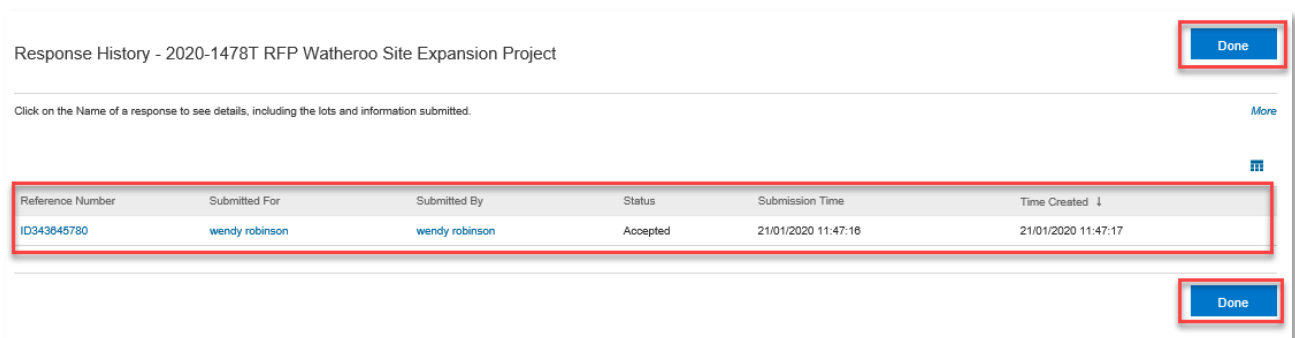 Response History - 2020-1478T RFP Watheroo Site Expansion Project
Done
Click on the Name of a response to see details, including the lots and information submitted.
More
Reference Number Submitted For Submitted By Status Submission Time Time Created ↓
ID343645780 wendy robinson wendy robinson Accepted 21/01/2020 11:47:16 21/01/2020 11:47:17
Done